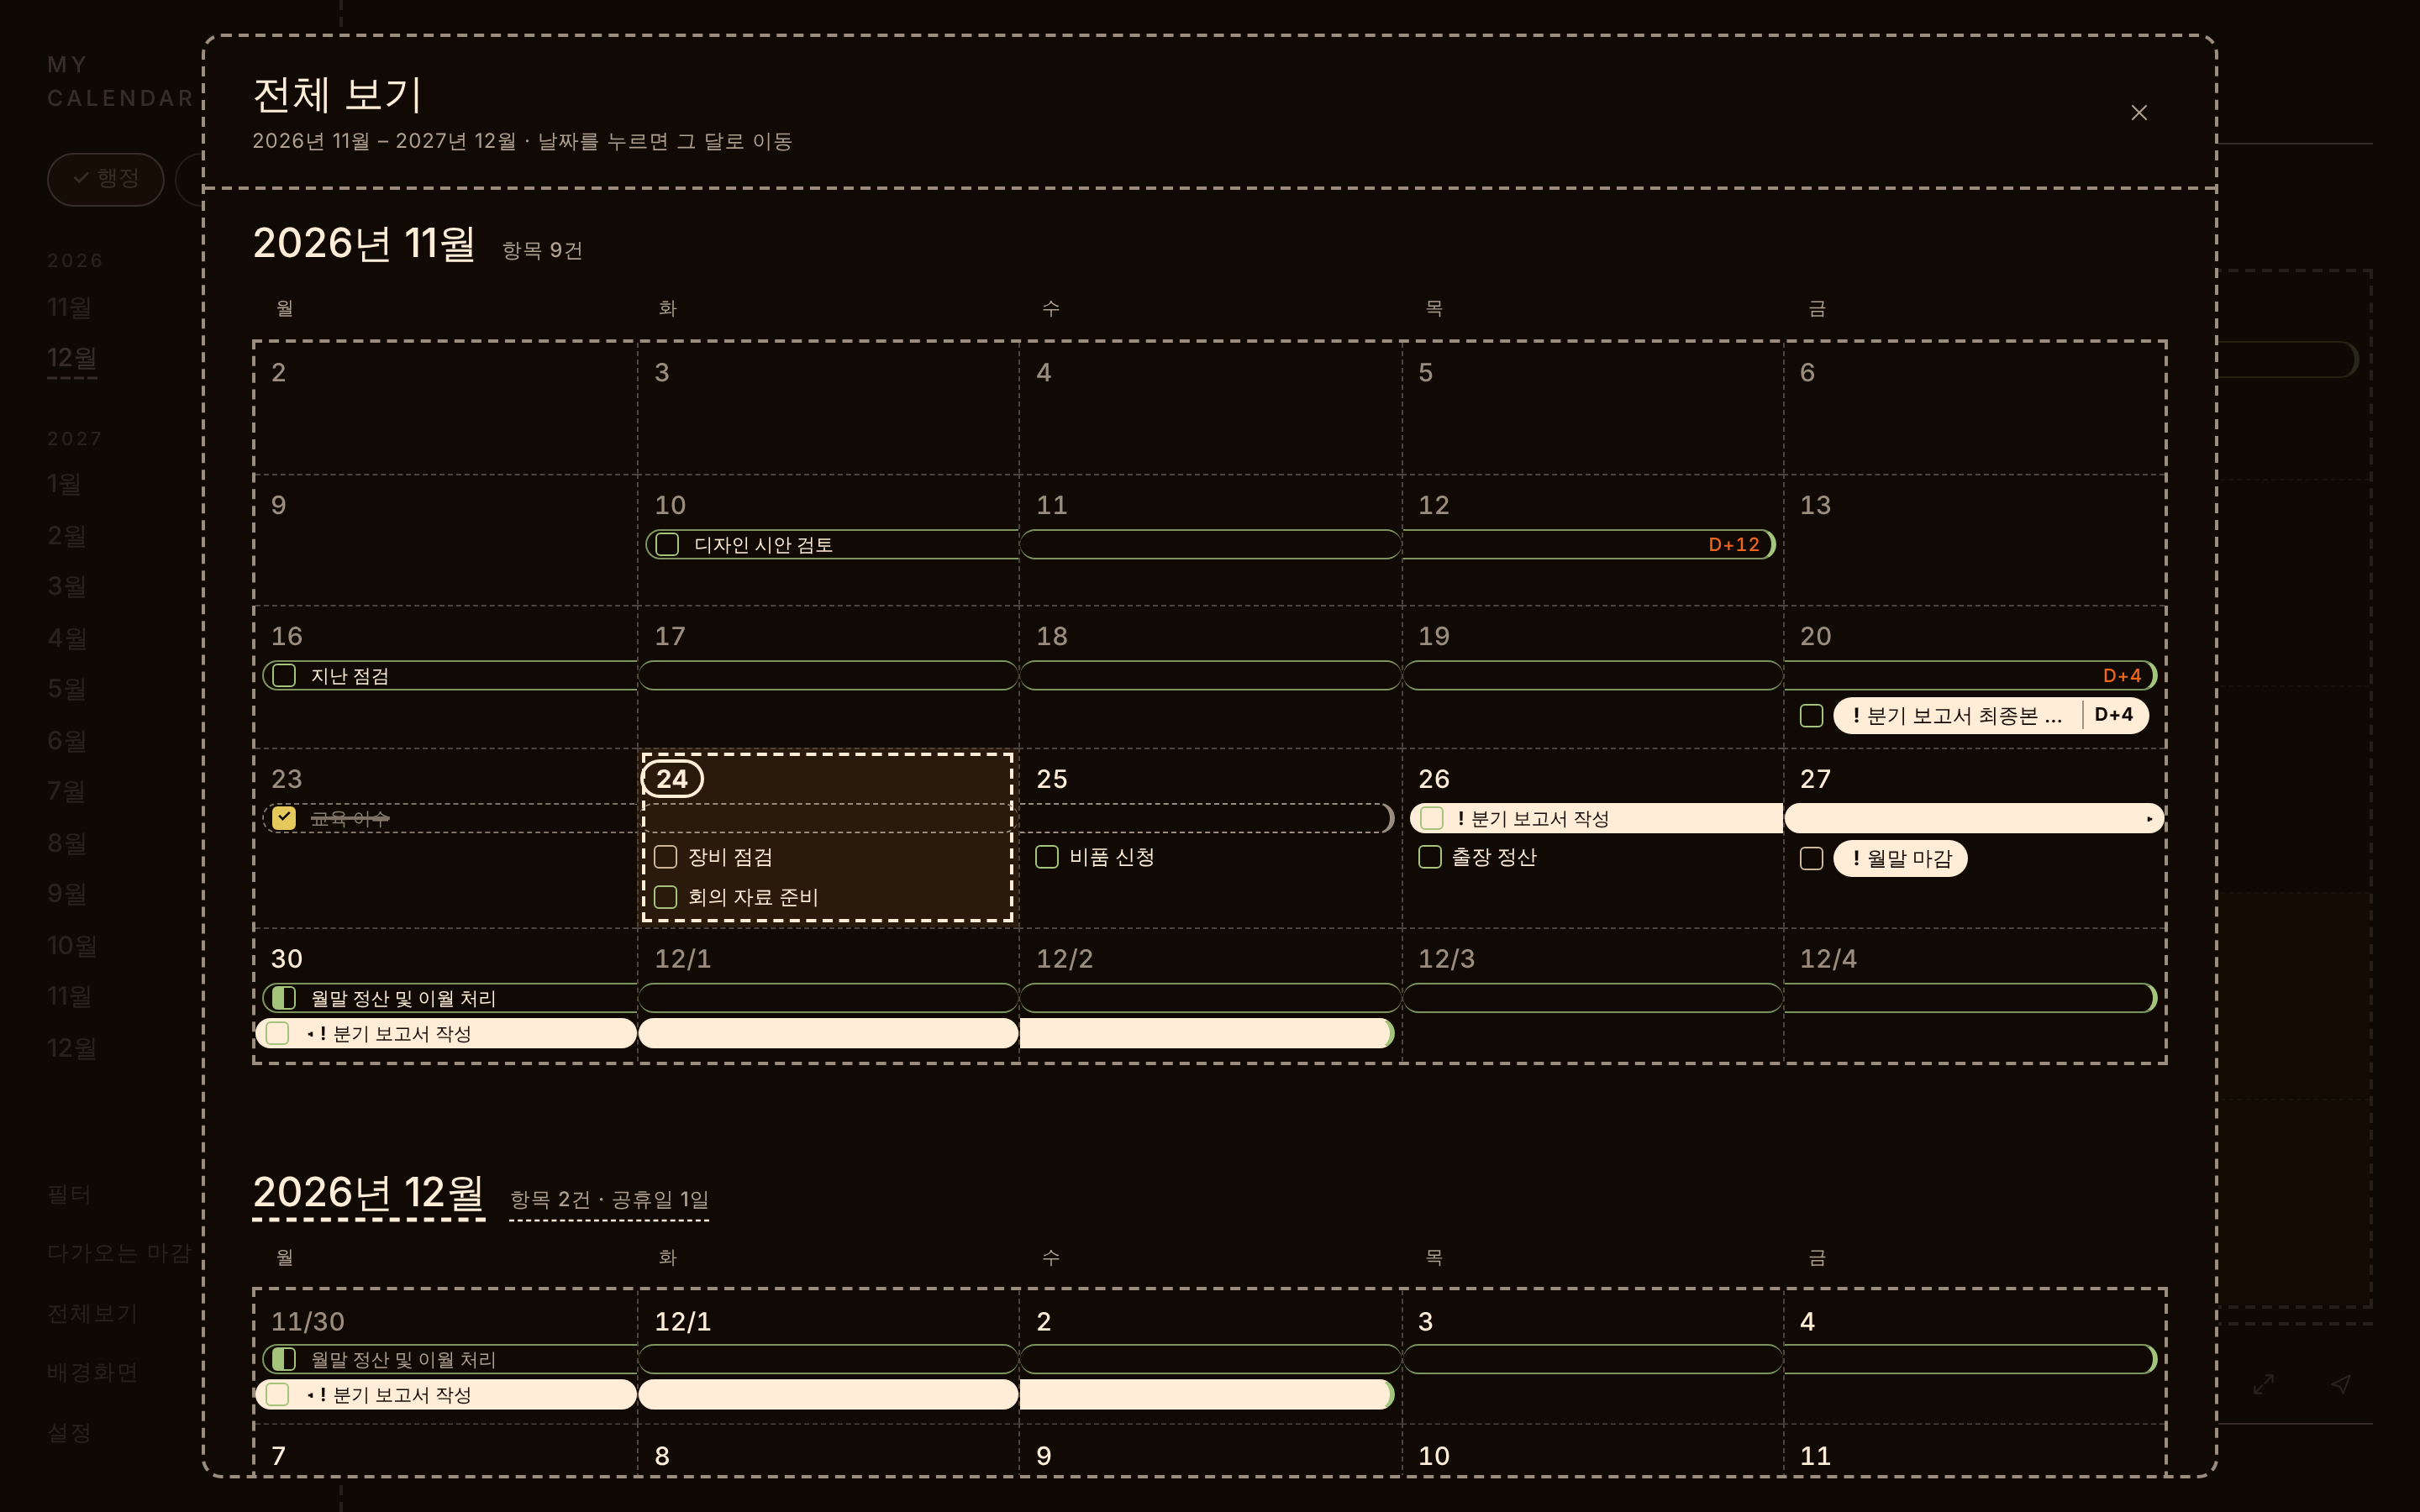 MY
CALENDAR
행정
2026
11월
12월
2027
1월
2월
3월
4월
5월
6월
7월
8월
9월
10월
11월
12월
필터
다가오는 마감
전체보기
배경화면
설정
전체 보기
2026년 11월 – 2027년 12월 · 날짜를 누르면 그 달로 이동
2026년 11월 항목 9건
월 화 수 목 금
2 3 4 5 6
9 10 11 12 13
디자인 시안 검토 D+12
16 17 18 19 20
지난 점검 D+4
! 분기 보고서 최종본 ... D+4
23 24 25 26 27
교육 이수 ! 분기 보고서 작성
장비 점검 비품 신청 출장 정산 ! 월말 마감
회의 자료 준비
30 12/1 12/2 12/3 12/4
월말 정산 및 이월 처리
! 분기 보고서 작성
2026년 12월 항목 2건 · 공휴일 1일
월 화 수 목 금
11/30 12/1 2 3 4
월말 정산 및 이월 처리
! 분기 보고서 작성
7 8 9 10 11